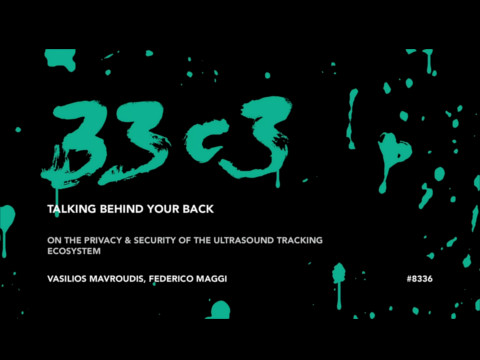 33c3
TALKING BEHIND YOUR BACK
ON THE PRIVACY & SECURITY OF THE ULTRASOUND TRACKING
ECOSYSTEM
VASILIOS MAVROUDIS, FEDERICO MAGGI #8336